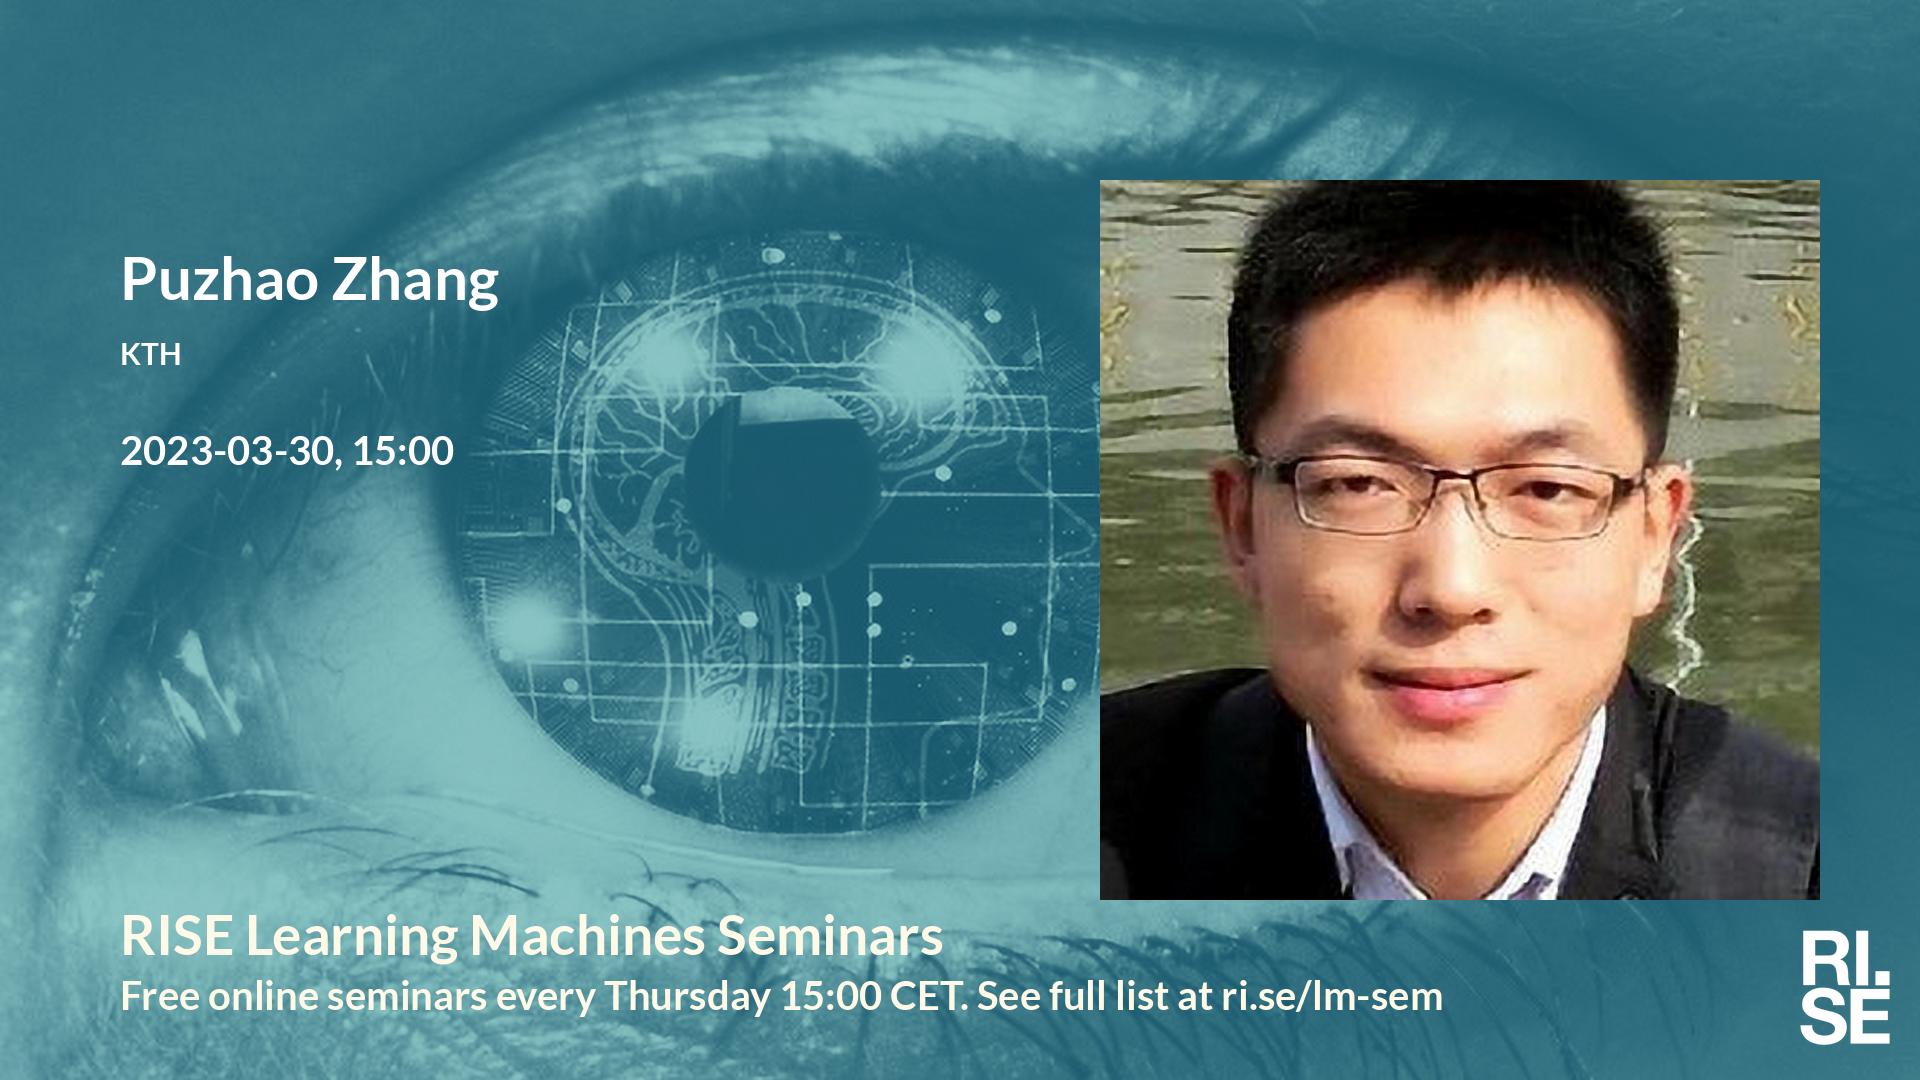 Puzhao Zhang
KTH
2023-03-30, 15:00
RISE Learning Machines Seminars
Free online seminars every Thursday 15:00 CET. See full list at ri.se/lm-sem
RI.
SE